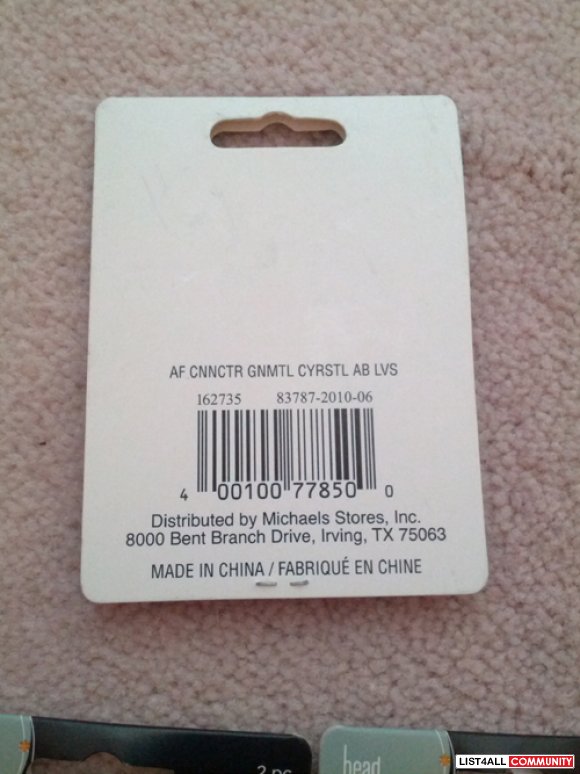 AF CNNCTR GNMTL CYRSTL AB LVS
162735 83787-2010-06
4 00100 77850 0
Distributed by Michaels Stores, Inc.
8000 Bent Branch Drive, Irving, TX 75063
MADE IN CHINA / FABRIQUÉ EN CHINE
2 pc
bead
LIST4ALL COMMUNITY